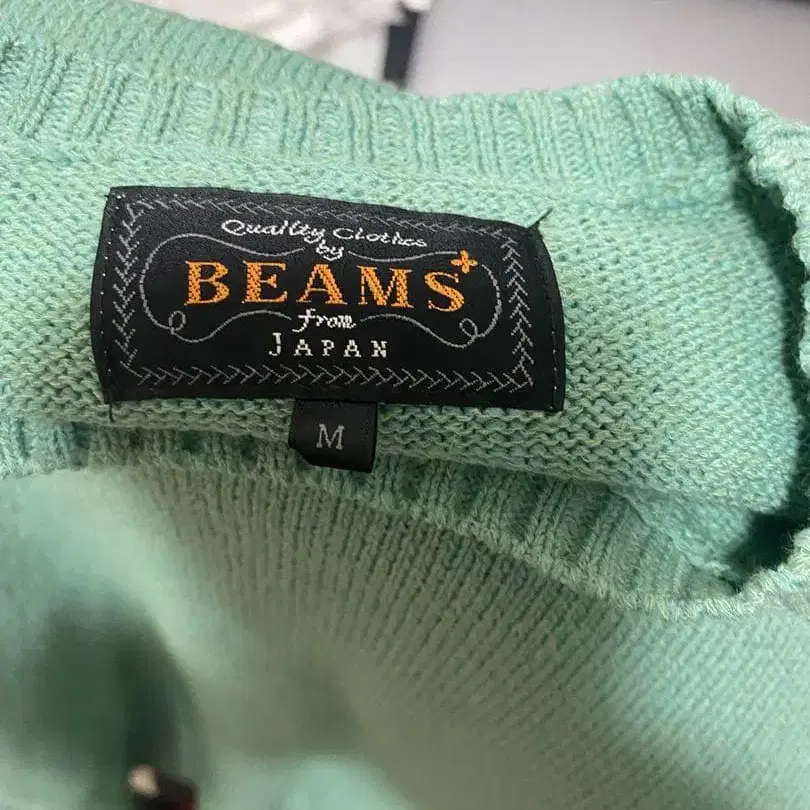 Quality Clothes
by
BEAMS+
from
JAPAN
M